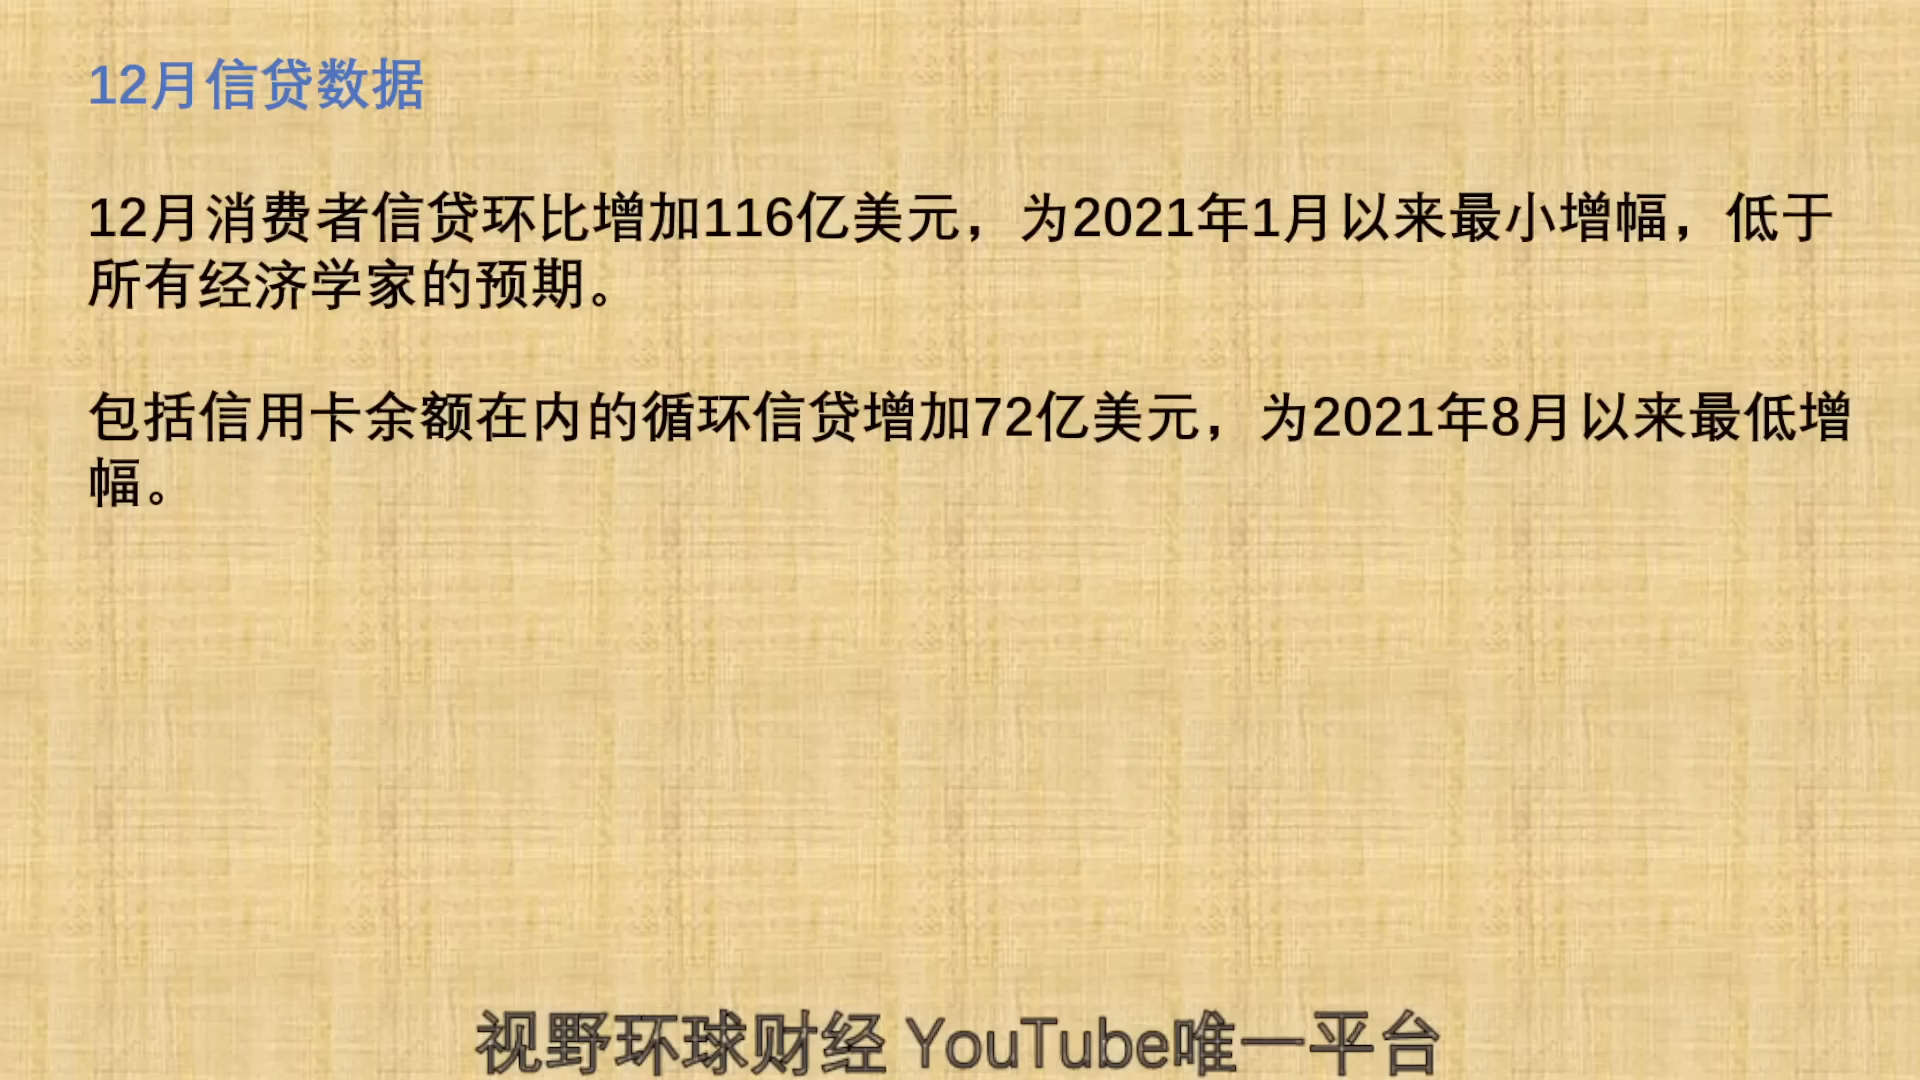 12月信贷数据
12月消费者信贷环比增加116亿美元，为2021年1月以来最小增幅，低于
所有经济学家的预期。
包括信用卡余额在内的循环信贷增加72亿美元，为2021年8月以来最低增
幅。
视野环球财经 YouTube唯一平台